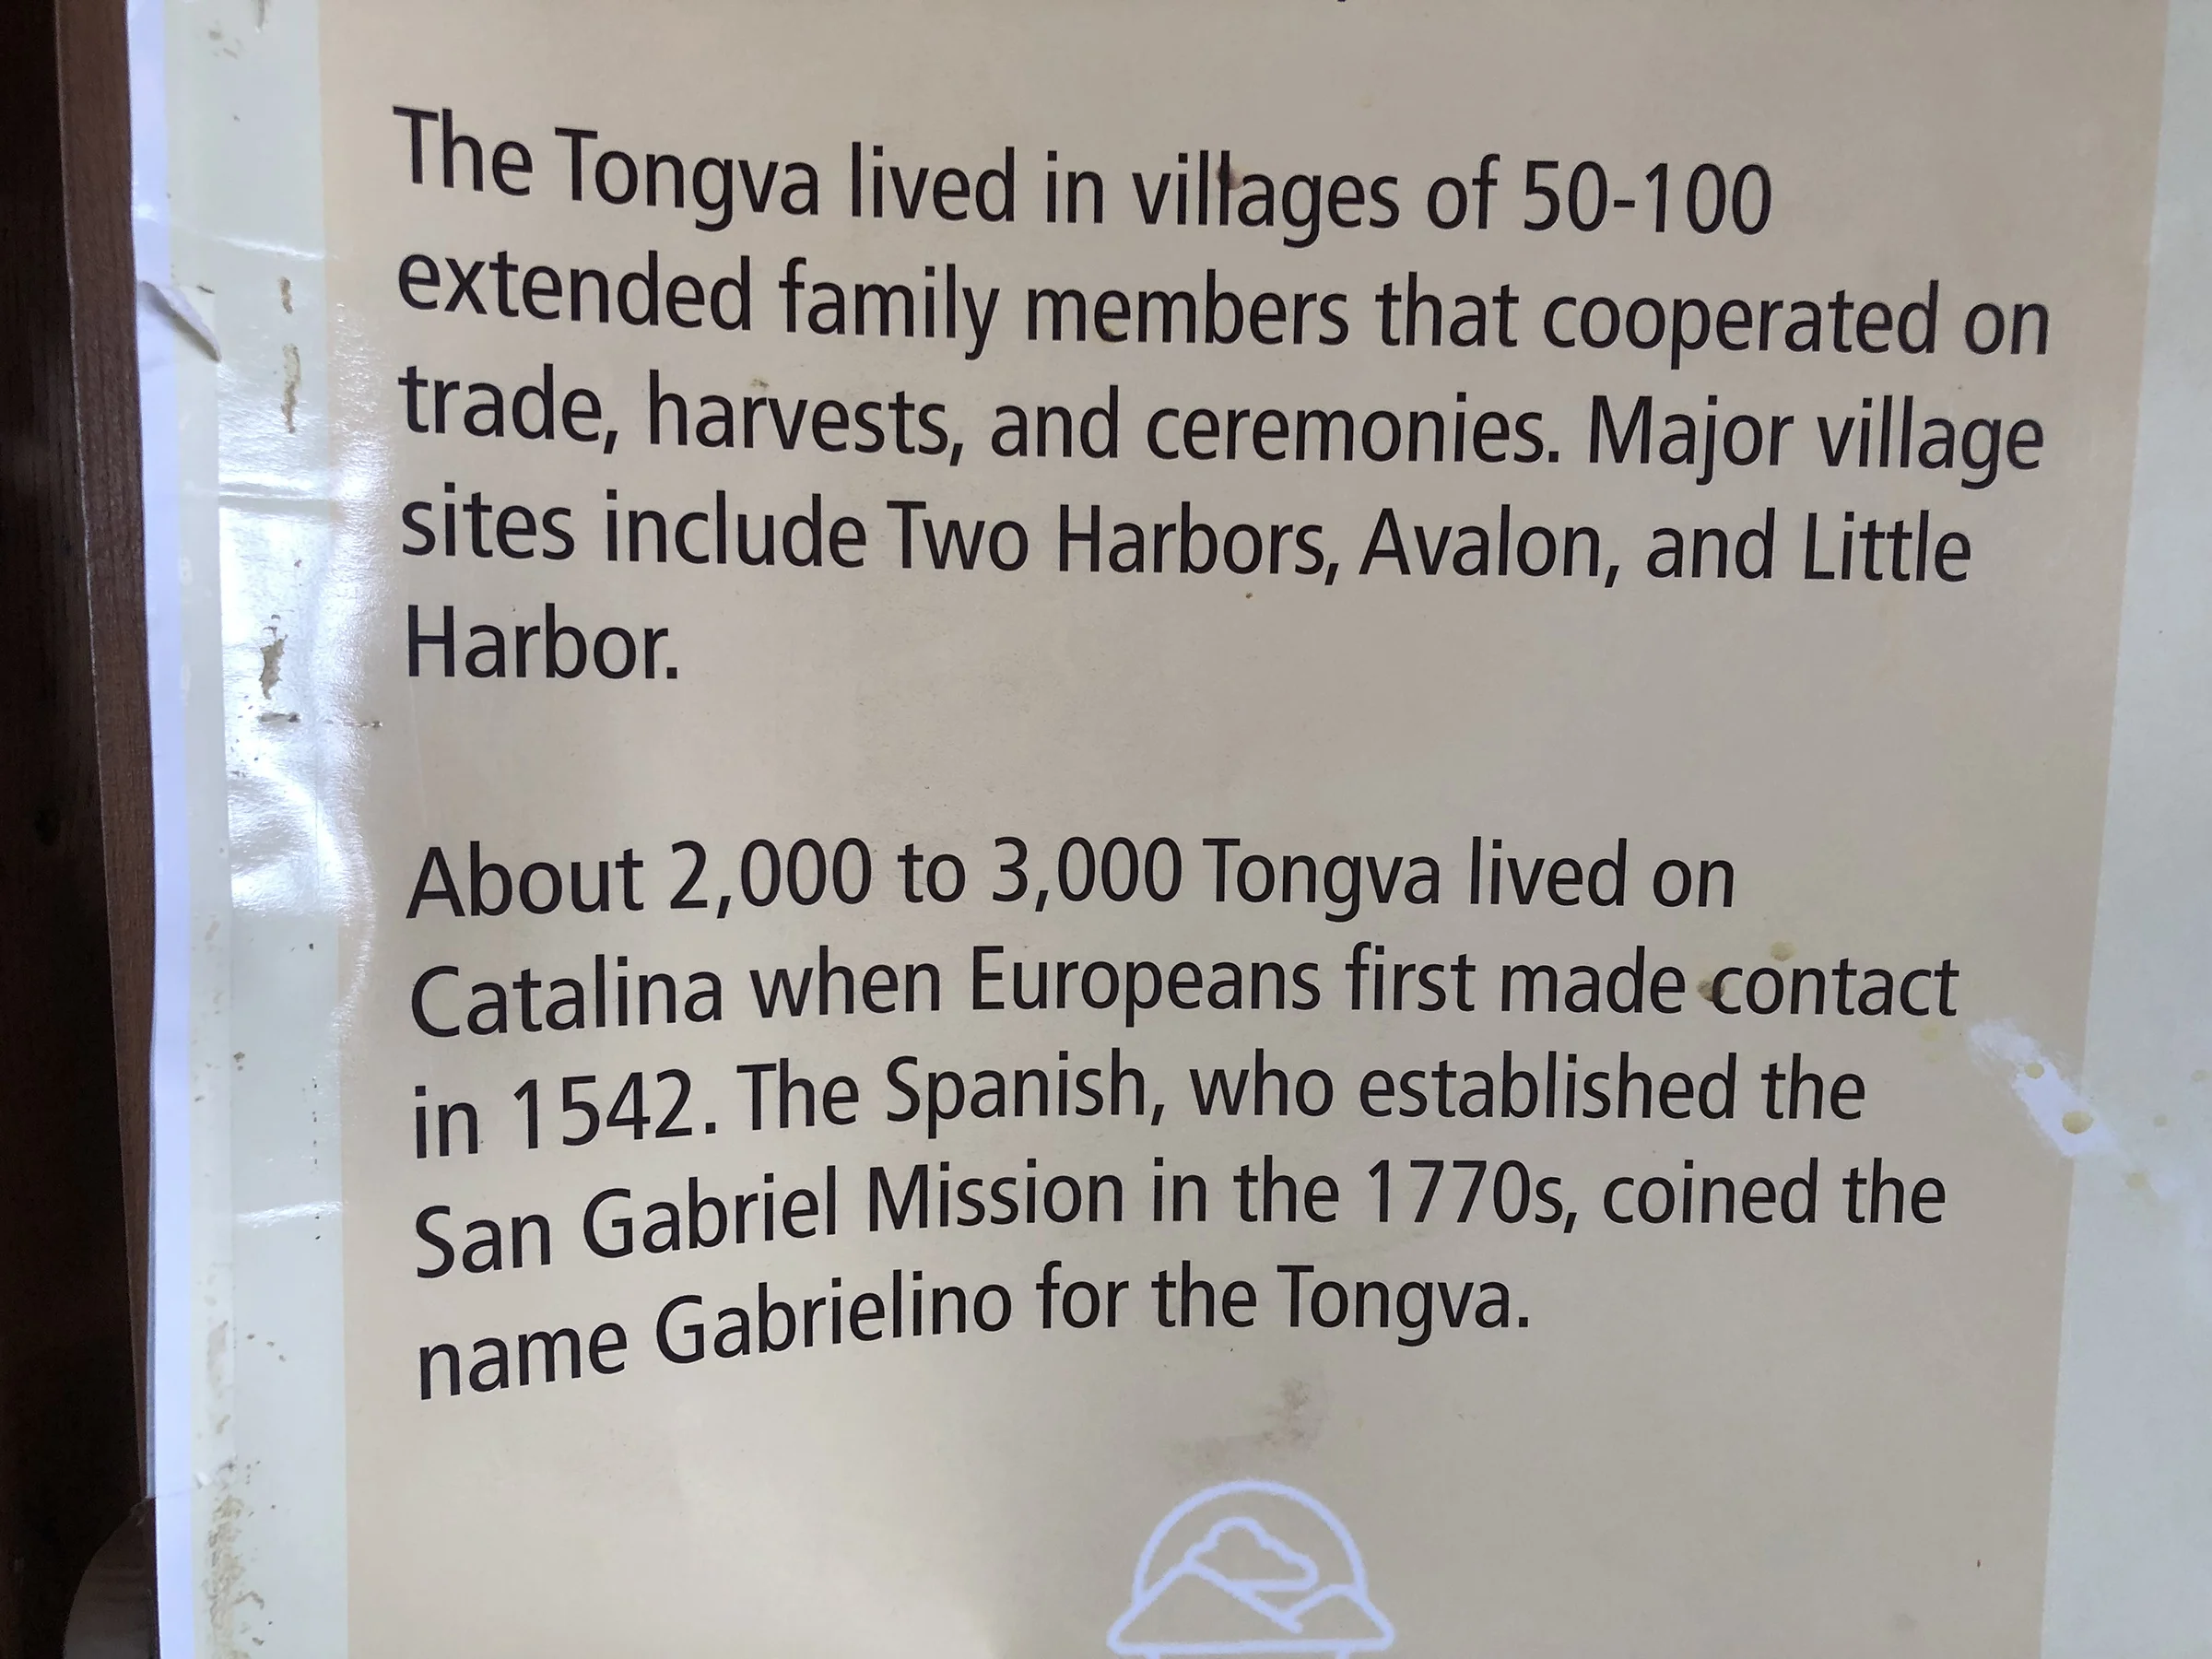 The Tongva lived in villages of 50-100
extended family members that cooperated on
trade, harvests, and ceremonies. Major village
sites include Two Harbors, Avalon, and Little
Harbor.
About 2,000 to 3,000 Tongva lived on
Catalina when Europeans first made contact
in 1542. The Spanish, who established the
San Gabriel Mission in the 1770s, coined the
name Gabrielino for the Tongva.